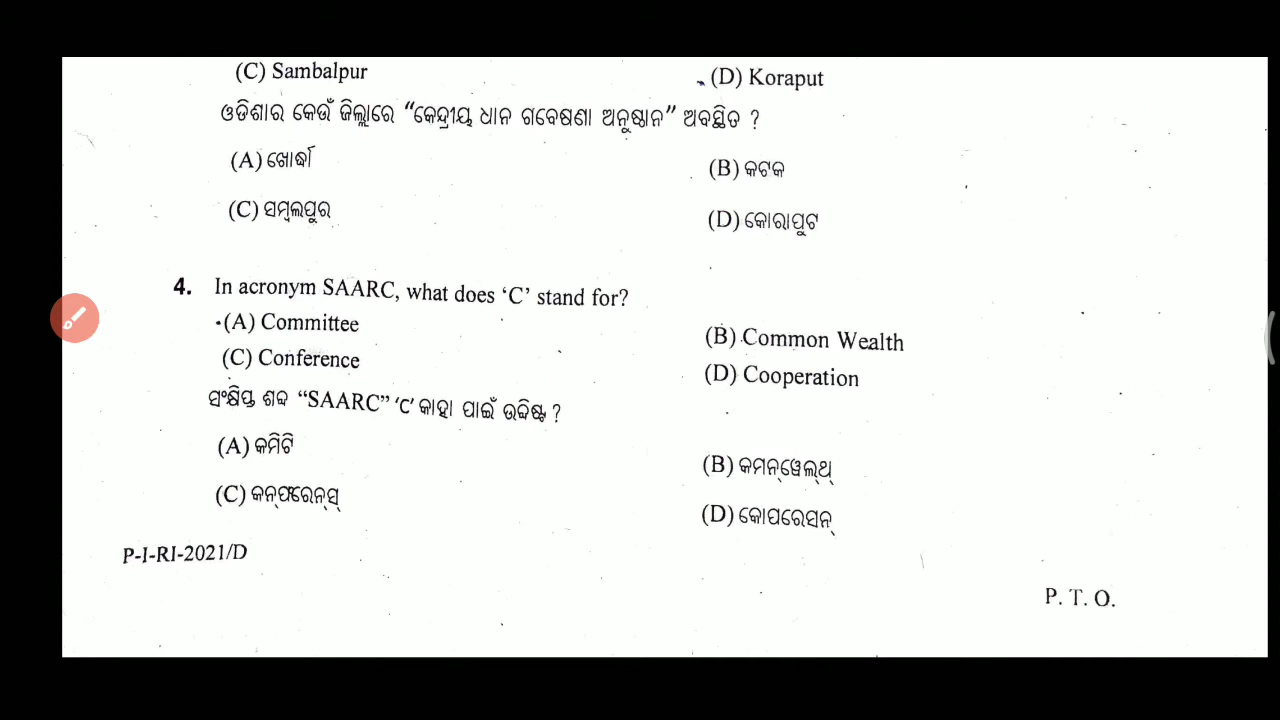 (C) Sambalpur (D) Koraput
ଓଡିଶାର କେଉଁ ଜିଲ୍ଲାରେ “କେନ୍ଦ୍ରୀୟ ଧାନ ଗବେଷଣା ଅନୁଷ୍ଠାନ” ଅବସ୍ଥିତ ?
(A) ଖୋର୍ଦ୍ଧା (B) କଟକ
(C) ସମ୍ବଲପୁର (D) କୋରାପୁଟ
4. In acronym SAARC, what does ‘C’ stand for?
(A) Committee (B) Common Wealth
(C) Conference (D) Cooperation
ସଂକ୍ଷିପ୍ତ ଶବ୍ଦ “SAARC” ‘C’ କାହା ପାଇଁ ଉଦ୍ଦିଷ୍ଟ ?
(A) କମିଟି (B) କମନ୍‌ୱେଲ୍‌ଥ୍
(C) କନ୍‌ଫରେନ୍‌ସ୍ (D) କୋପରେସନ୍
P-I-RI-2021/D
P. T. O.